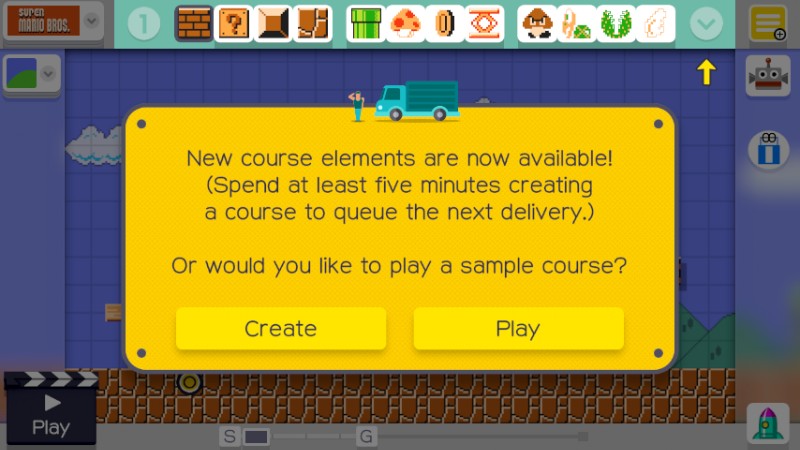 SUPER
MARIO BROS.
1
?
New course elements are now available!
(Spend at least five minutes creating
a course to queue the next delivery.)
Or would you like to play a sample course?
Create
Play
Play
S
G